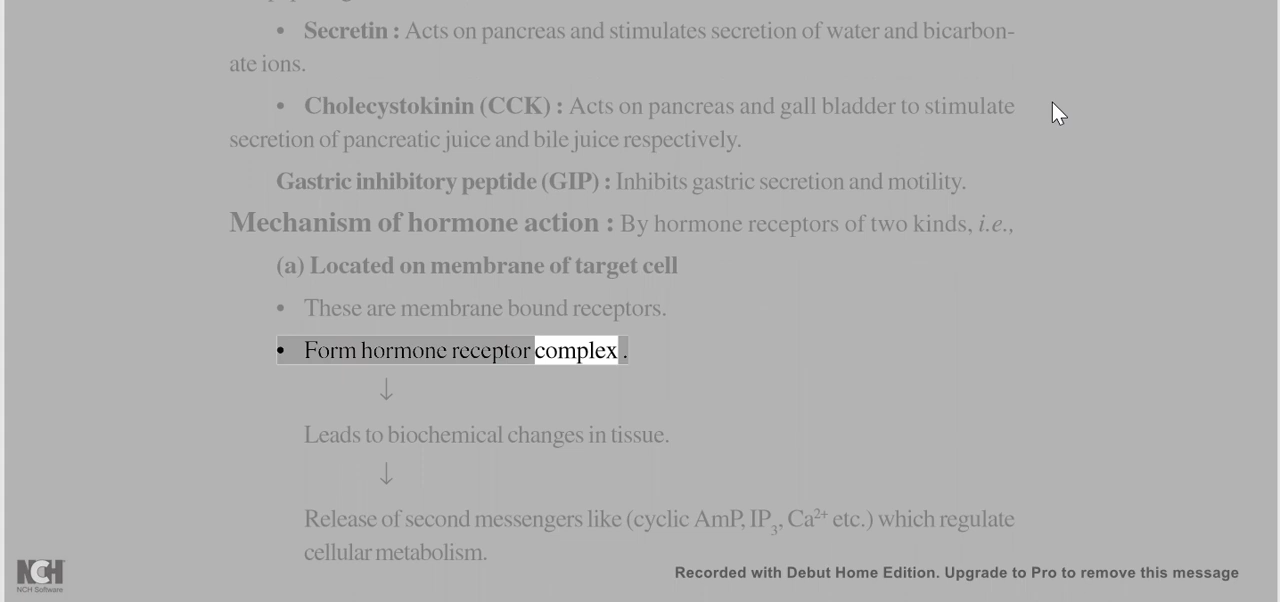 • Secretin : Acts on pancreas and stimulates secretion of water and bicarbon-
ate ions.
• Cholecystokinin (CCK) : Acts on pancreas and gall bladder to stimulate
secretion of pancreatic juice and bile juice respectively.
Gastric inhibitory peptide (GIP) : Inhibits gastric secretion and motility.
Mechanism of hormone action : By hormone receptors of two kinds, i.e.,
(a) Located on membrane of target cell
• These are membrane bound receptors.
• Form hormone receptor complex .
↓
Leads to biochemical changes in tissue.
↓
Release of second messengers like (cyclic AmP, IP₃, Ca²⁺ etc.) which regulate
cellular metabolism.
NCH
NCH Software
Recorded with Debut Home Edition. Upgrade to Pro to remove this message